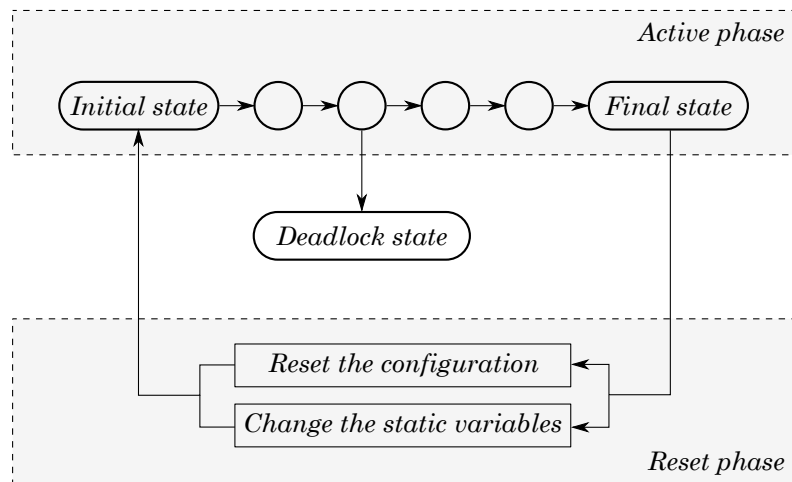 Active phase
Initial state
Final state
Deadlock state
Reset the configuration
Change the static variables
Reset phase